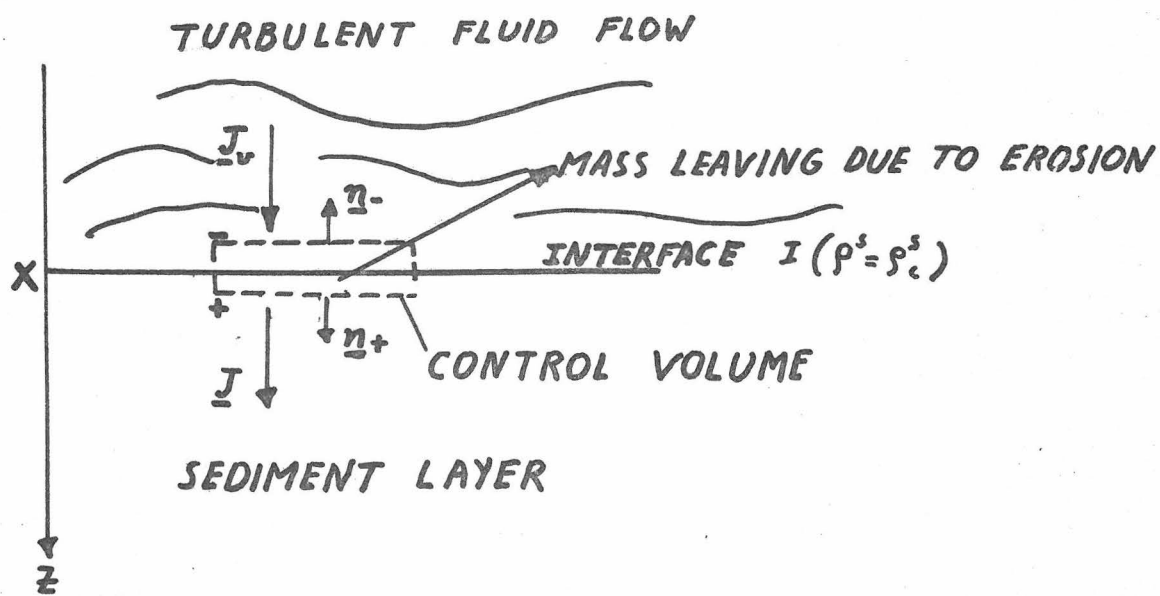 TURBULENT FLUID FLOW
J_v
n_-
MASS LEAVING DUE TO EROSION
-
INTERFACE I (ρ^s = ρ^s_c)
X
+
n_+
CONTROL VOLUME
J
SEDIMENT LAYER
Z